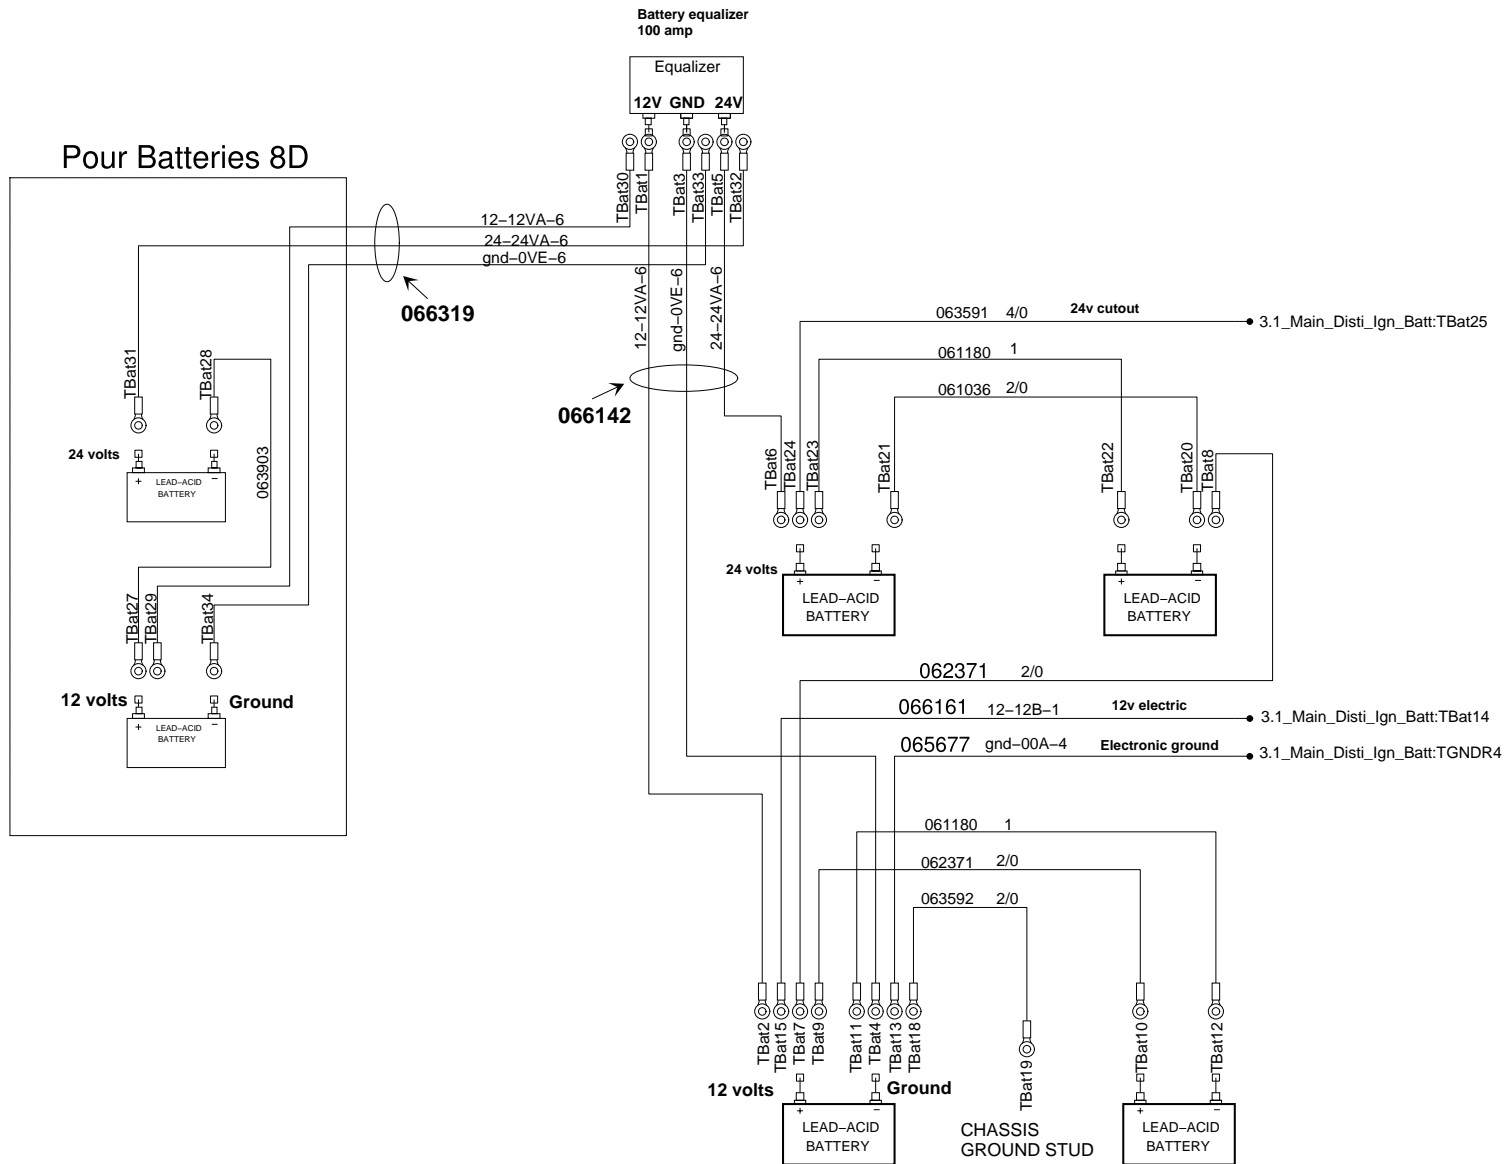 Battery equalizer
100 amp
Equalizer
12V GND 24V
Pour Batteries 8D
TBat30
TBat1
TBat3
TBat33
TBat5
TBat32
12-12VA-6
24-24VA-6
gnd-0VE-6
066319
12-12VA-6
gnd-0VE-6
24-24VA-6
066142
063591 4/0 24v cutout
3.1_Main_Disti_Ign_Batt:TBat25
061180 1
061036 2/0
TBat31
TBat28
063903
24 volts
+ -
LEAD-ACID
BATTERY
TBat27
TBat29
TBat34
12 volts
Ground
+ -
LEAD-ACID
BATTERY
TBat6
TBat24
TBat23
TBat21
TBat22
TBat20
TBat8
24 volts
+ -
LEAD-ACID
BATTERY
+ -
LEAD-ACID
BATTERY
062371 2/0
066161 12-12B-1 12v electric
3.1_Main_Disti_Ign_Batt:TBat14
065677 gnd-00A-4 Electronic ground
3.1_Main_Disti_Ign_Batt:TGNDR4
061180 1
062371 2/0
063592 2/0
TBat2
TBat15
TBat7
TBat9
TBat11
TBat4
TBat13
TBat18
TBat19
TBat10
TBat12
12 volts
Ground
+ -
LEAD-ACID
BATTERY
CHASSIS
GROUND STUD
+ -
LEAD-ACID
BATTERY